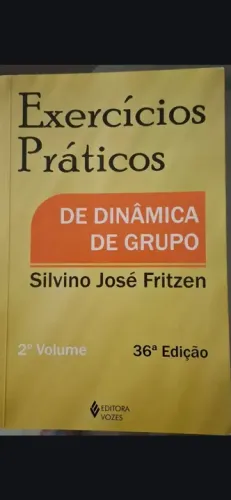 Exercícios
Práticos
DE DINÂMICA
DE GRUPO
Silvino José Fritzen
2º Volume
36ª Edição
EDITORA
VOZES